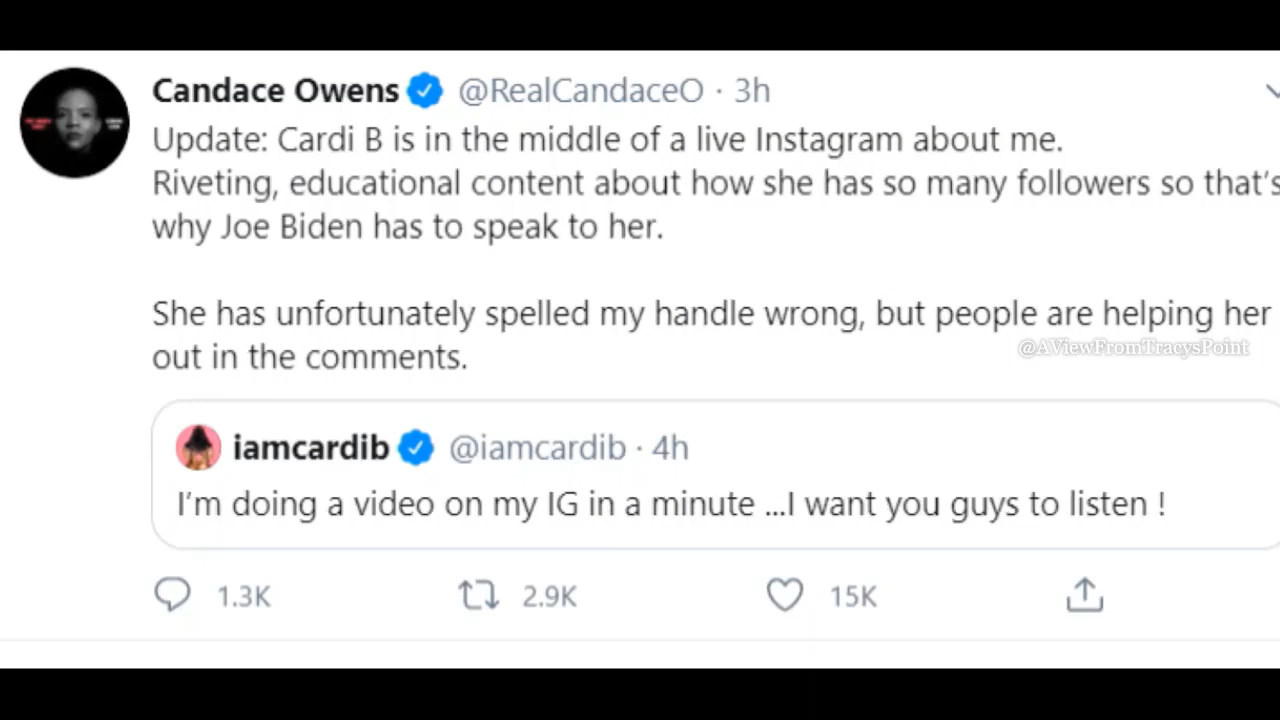 Candace Owens @RealCandaceO · 3h
Update: Cardi B is in the middle of a live Instagram about me.
Riveting, educational content about how she has so many followers so that's
why Joe Biden has to speak to her.
She has unfortunately spelled my handle wrong, but people are helping her
out in the comments.
@AViewFromTracysPoint
iamcardib @iamcardib · 4h
I'm doing a video on my IG in a minute ...I want you guys to listen !
1.3K 2.9K 15K